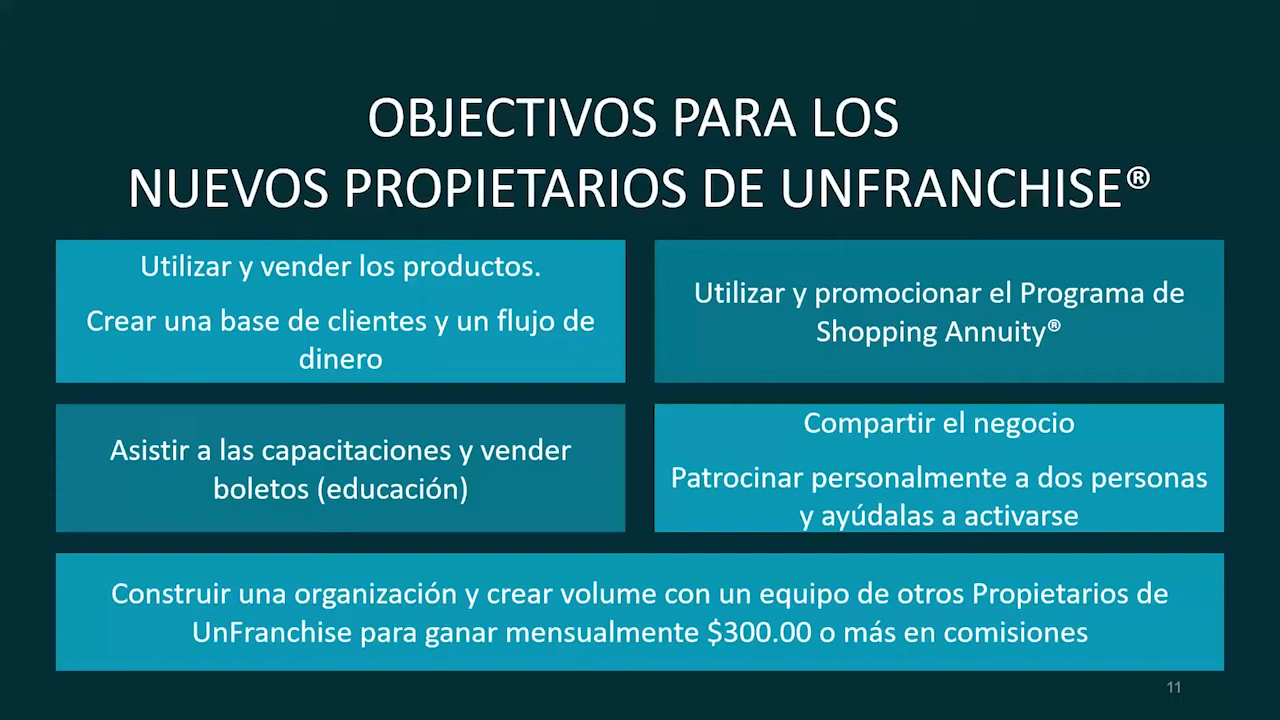 OBJECTIVOS PARA LOS
NUEVOS PROPIETARIOS DE UNFRANCHISE®
Utilizar y vender los productos.
Crear una base de clientes y un flujo de
dinero
Utilizar y promocionar el Programa de
Shopping Annuity®
Asistir a las capacitaciones y vender
boletos (educación)
Compartir el negocio
Patrocinar personalmente a dos personas
y ayúdalas a activarse
Construir una organización y crear volume con un equipo de otros Propietarios de
UnFranchise para ganar mensualmente $300.00 o más en comisiones
11